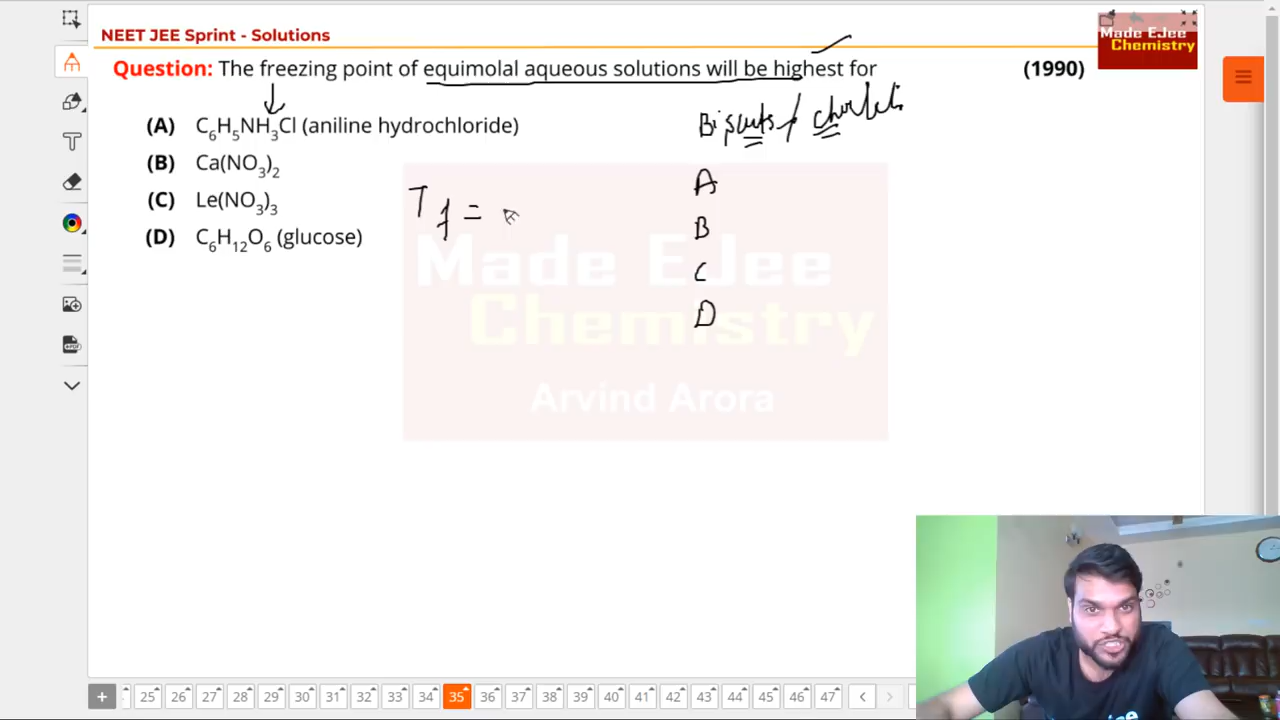 NEET JEE Sprint - Solutions
Made EJee
Chemistry
Question: The freezing point of equimolal aqueous solutions will be highest for (1990)
(A) C6H5NH3Cl (aniline hydrochloride)
(B) Ca(NO3)2
(C) Le(NO3)3
(D) C6H12O6 (glucose)
Biscuits
A
B
C
D
T f =
Made EJee
Chemistry
Arvind Arora
25 26 27 28 29 30 31 32 33 34 35 36 37 38 39 40 41 42 43 44 45 46 47